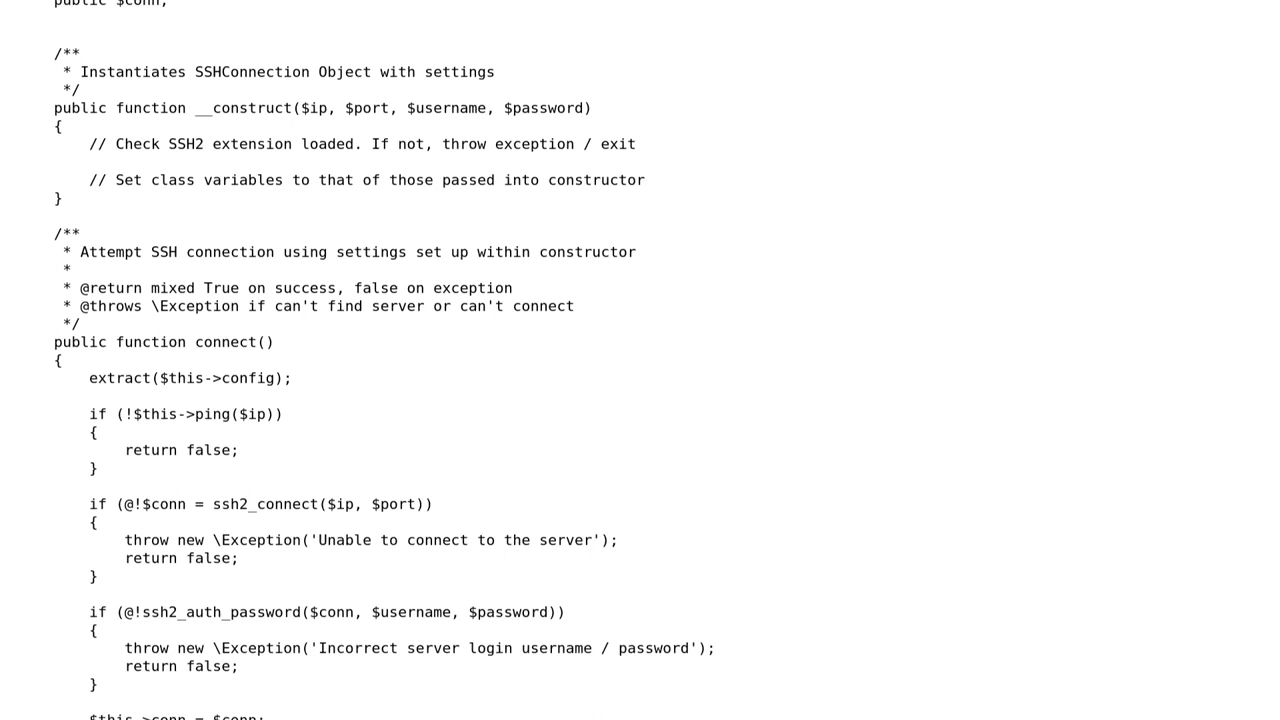 public $conn;
/**
* Instantiates SSHConnection Object with settings
*/
public function __construct($ip, $port, $username, $password)
{
// Check SSH2 extension loaded. If not, throw exception / exit
// Set class variables to that of those passed into constructor
}
/**
* Attempt SSH connection using settings set up within constructor
*
* @return mixed True on success, false on exception
* @throws \Exception if can't find server or can't connect
*/
public function connect()
{
extract($this->config);
if (!$this->ping($ip))
{
return false;
}
if (@!$conn = ssh2_connect($ip, $port))
{
throw new \Exception('Unable to connect to the server');
return false;
}
if (@!ssh2_auth_password($conn, $username, $password))
{
throw new \Exception('Incorrect server login username / password');
return false;
}
$this->conn = $conn;